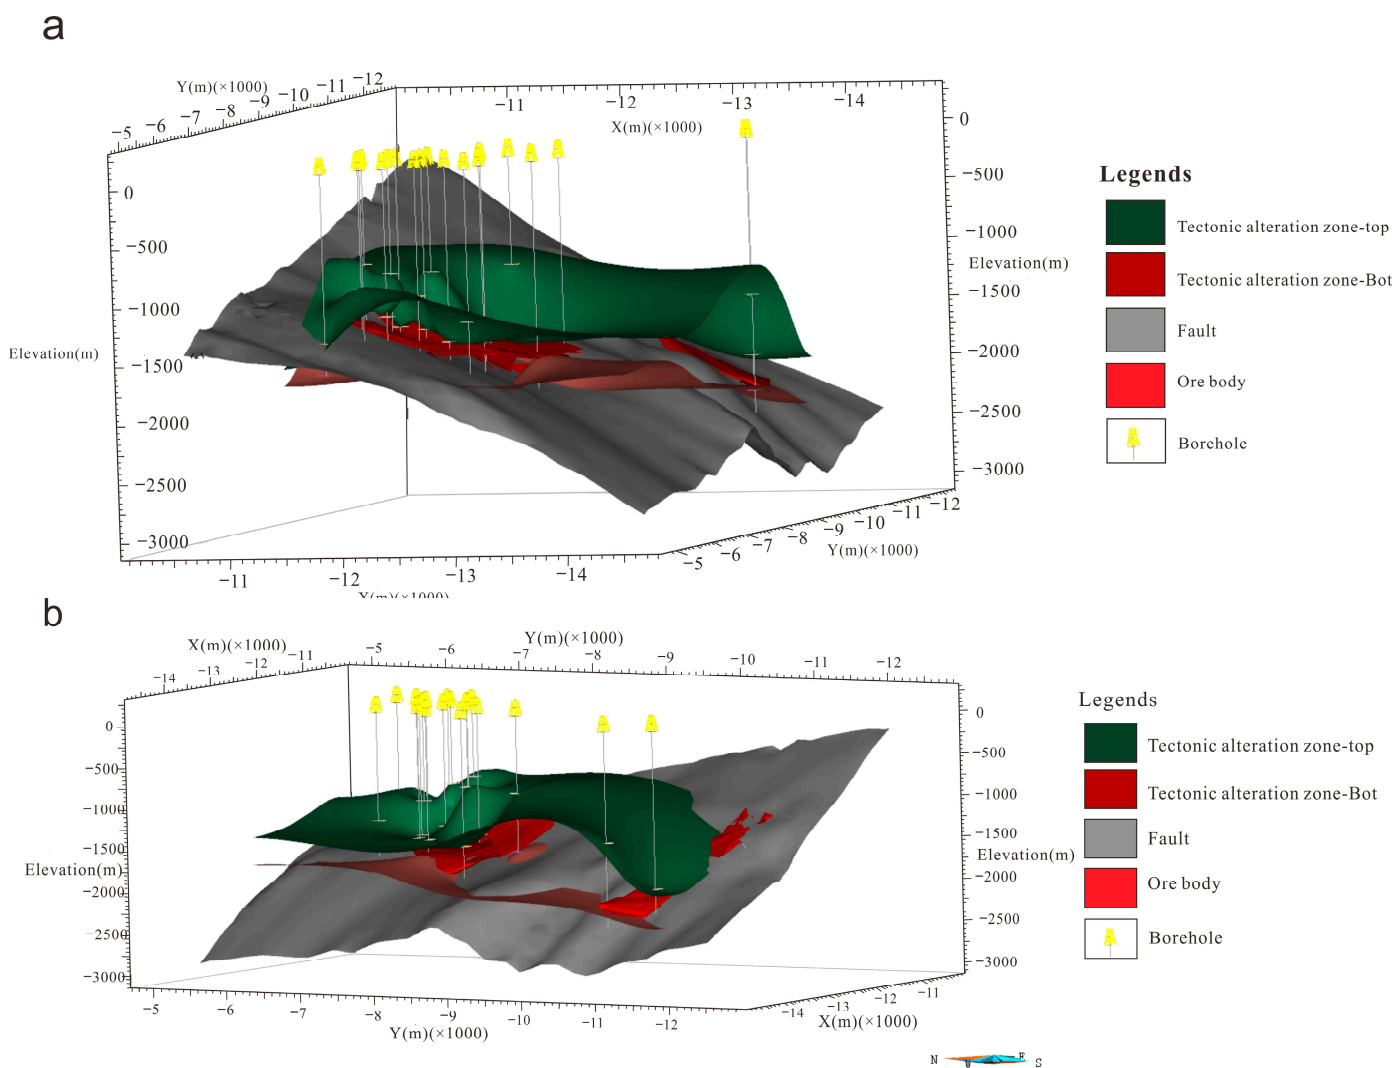 a
Y(m)(×1000)
−5 −6 −7 −8 −9 −10 −11 −12
−11 −12 −13 −14
X(m)(×1000)
0
−500
−1000
Elevation(m)
−1500
−2000
−2500
−3000
0
−500
−1000
Elevation(m)
−1500
−2000
−2500
−3000
−11 −12 −13 −14
−5 −6 −7 −8 −9 −10 −11 −12
Y(m)(×1000)
Legends
Tectonic alteration zone-top
Tectonic alteration zone-Bot
Fault
Ore body
Borehole
b
X(m)(×1000)
−14 −13 −12 −11
Y(m)(×1000)
−5 −6 −7 −8 −9 −10 −11 −12
0
−500
−1000
−1500
Elevation(m)
−2000
−2500
−3000
0
−500
−1000
−1500
Elevation(m)
−2000
−2500
−3000
−5 −6 −7 −8 −9 −10 −11 −12
Y(m)(×1000)
−14 −13 −12 −11
X(m)(×1000)
Legends
Tectonic alteration zone-top
Tectonic alteration zone-Bot
Fault
Ore body
Borehole
N S